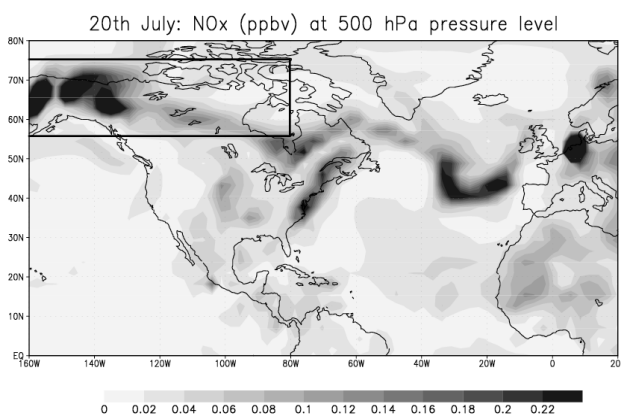 20th July: NOx (ppbv) at 500 hPa pressure level
80N
70N
60N
50N
40N
30N
20N
10N
EQ
160W 140W 120W 100W 80W 60W 40W 20W 0 20
0 0.02 0.04 0.06 0.08 0.1 0.12 0.14 0.16 0.18 0.2 0.22